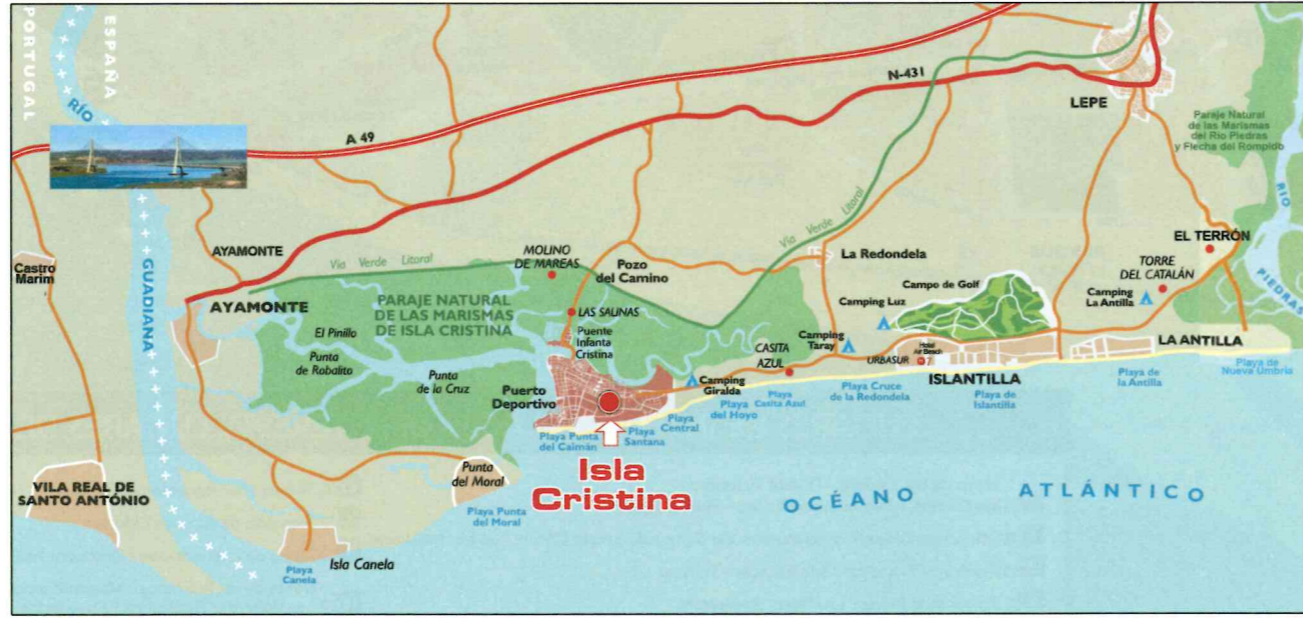 PORTUGAL
ESPAÑA
RÍO
GUADIANA
A 49
N-431
LEPE
Paraje Natural
de las Marismas
del Río Piedras
y Flecha del Rompido
RIO
PIEDRAS
EL TERRÓN
TORRE
DEL CATALÁN
Camping
La Antilla
Castro
Marim
AYAMONTE
AYAMONTE
Vía Verde Litoral
MOLINO
DE MAREAS
Pozo
del Camino
Vía Verde Litoral
La Redondela
Campo de Golf
Camping Luz
PARAJE NATURAL
DE LAS MARISMAS
DE ISLA CRISTINA
LAS SALINAS
Puente
Infanta
Cristina
El Pinillo
Punta
de Robalito
Punta
de la Cruz
Puerto
Deportivo
CASITA
AZUL
Camping
Taray
URBASUR
Hotel
Air Beach
ISLANTILLA
LA ANTILLA
Camping
Giralda
Playa de
Nueva Umbría
Playa de
la Antilla
Playa de
Islantilla
Playa Cruce
de la Redondela
Playa
Casita Azul
Playa
del Hoyo
Playa
Central
Playa
Santana
Playa Punta
del Caimán
Isla
Cristina
Punta
del Moral
Playa Punta
del Moral
VILA REAL DE
SANTO ANTÓNIO
OCÉANO ATLÁNTICO
Isla Canela
Playa
Canela